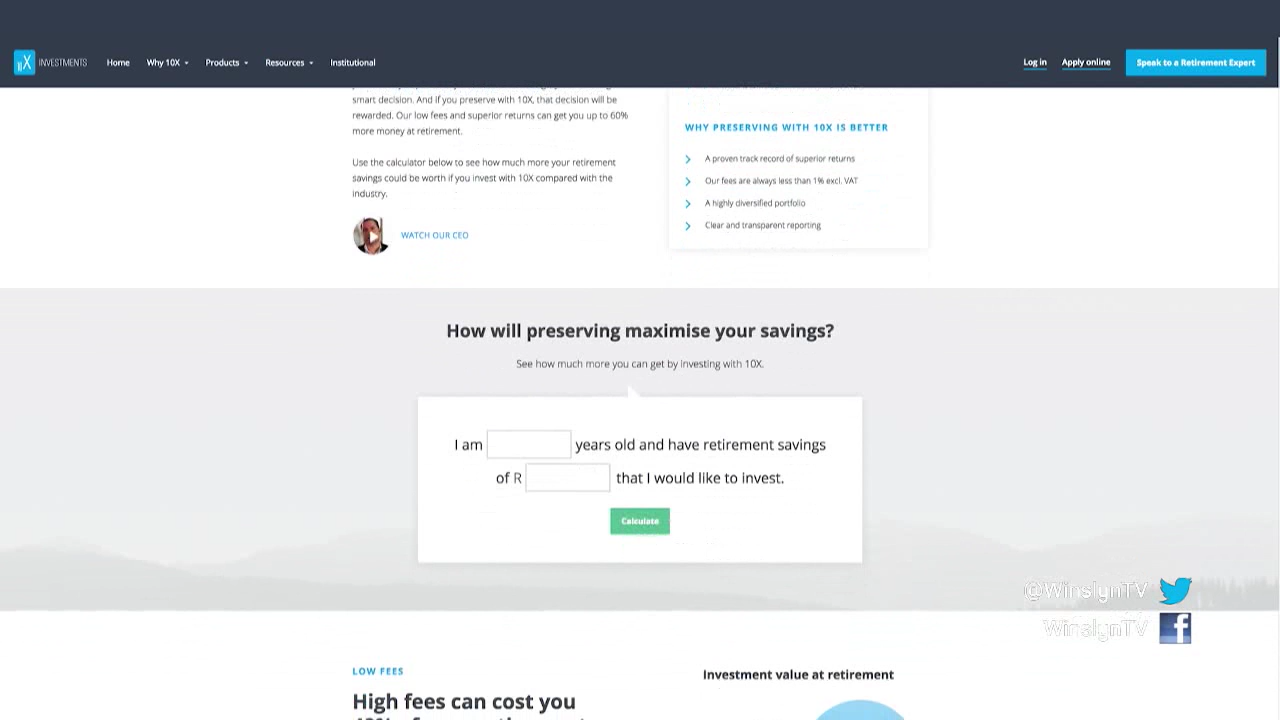 10X INVESTMENTS Home Why 10X Products Resources Institutional Log in Apply online Speak to a Retirement Expert
smart decision. And if you preserve with 10X, that decision will be
rewarded. Our low fees and superior returns can get you up to 60%
more money at retirement.
Use the calculator below to see how much more your retirement
savings could be worth if you invest with 10X compared with the
industry.
WATCH OUR CEO
WHY PRESERVING WITH 10X IS BETTER
A proven track record of superior returns
Our fees are always less than 1% excl. VAT
A highly diversified portfolio
Clear and transparent reporting
How will preserving maximise your savings?
See how much more you can get by investing with 10X.
I am years old and have retirement savings
of R that I would like to invest.
Calculate
@WinslynTV
WinslynTV
LOW FEES
High fees can cost you
Investment value at retirement